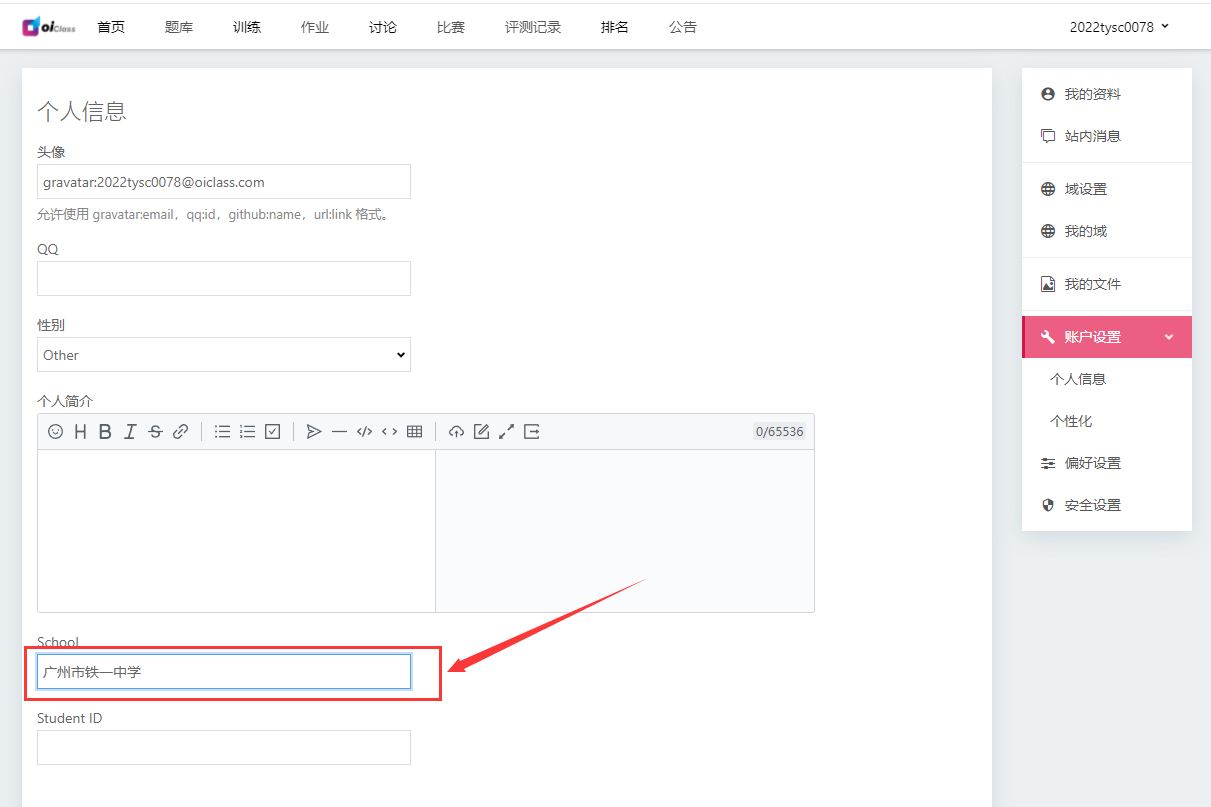 oiClass 首页 题库 训练 作业 讨论 比赛 评测记录 排名 公告 2022tysc0078
个人信息
头像
gravatar:2022tysc0078@oiclass.com
允许使用 gravatar:email，qq:id，github:name，url:link 格式。
QQ
性别
Other
个人简介
0/65536
School
广州市铁一中学
Student ID
我的资料
站内消息
域设置
我的域
我的文件
账户设置
个人信息
个性化
偏好设置
安全设置